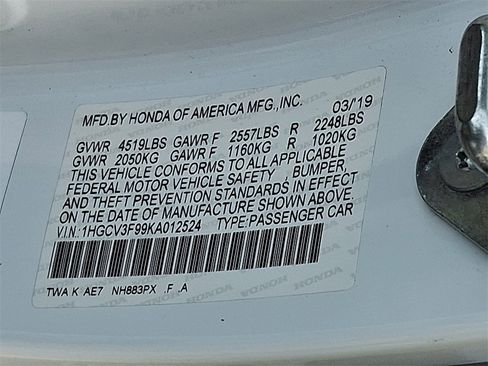 MFD.BY HONDA OF AMERICA MFG.,INC. 03/'19
GVWR 4519LBS GAWR F 2557LBS R 2248LBS
GVWR 2050KG GAWR F 1160KG R 1020KG
THIS VEHICLE CONFORMS TO ALL APPLICABLE
FEDERAL MOTOR VEHICLE SAFETY , BUMPER,
AND THEFT PREVENTION STANDARDS IN EFFECT
ON THE DATE OF MANUFACTURE SHOWN ABOVE.
V.I.N: 1HGCV3F99KA012524 TYPE:PASSENGER CAR
TWA K AE7 NH883PX .F .A